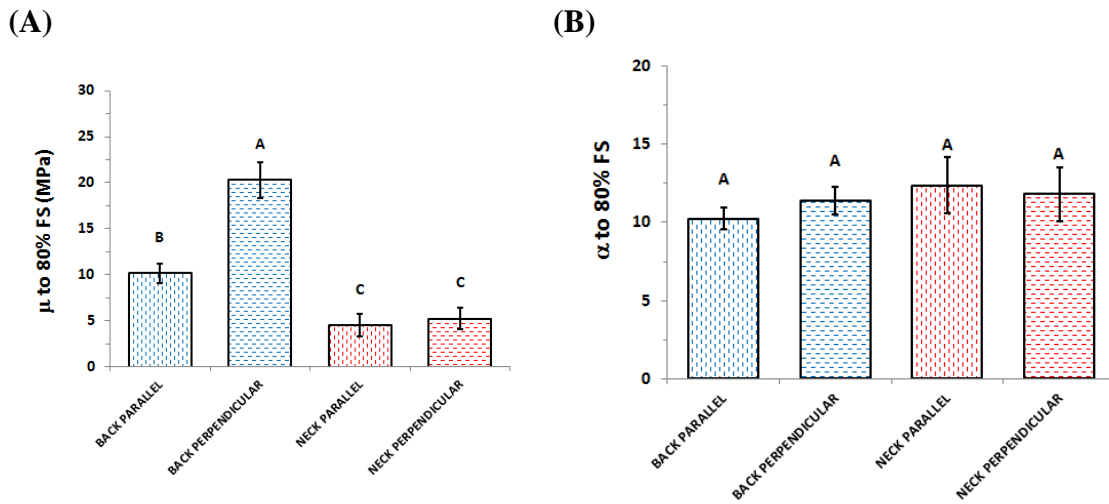 (A)
μ to 80% FS (MPa)
30
25
20
15
10
5
0
B
A
C
C
BACK PARALLEL
BACK PERPENDICULAR
NECK PARALLEL
NECK PERPENDICULAR
(B)
α to 80% FS
20
15
10
5
0
A
A
A
A
BACK PARALLEL
BACK PERPENDICULAR
NECK PARALLEL
NECK PERPENDICULAR